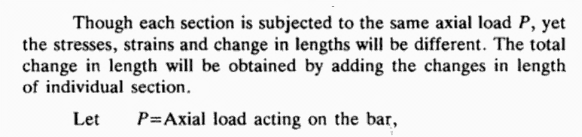 Though each section is subjected to the same axial load P, yet
the stresses, strains and change in lengths will be different. The total
change in length will be obtained by adding the changes in length
of individual section.
Let P=Axial load acting on the bar,